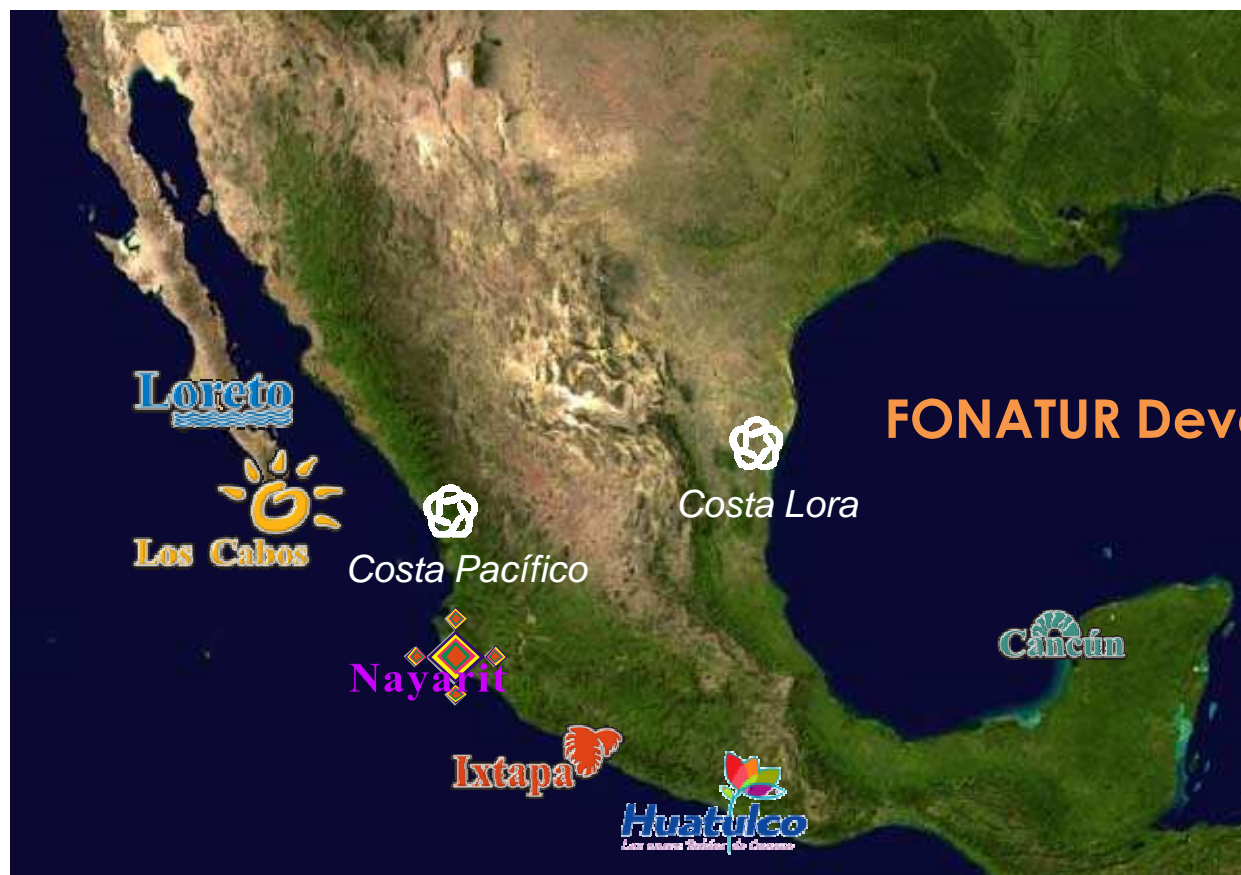 Loreto
FONATUR Deve
Costa Lora
Los Cabos
Costa Pacífico
Cancún
Nayarit
Ixtapa
Huatulco